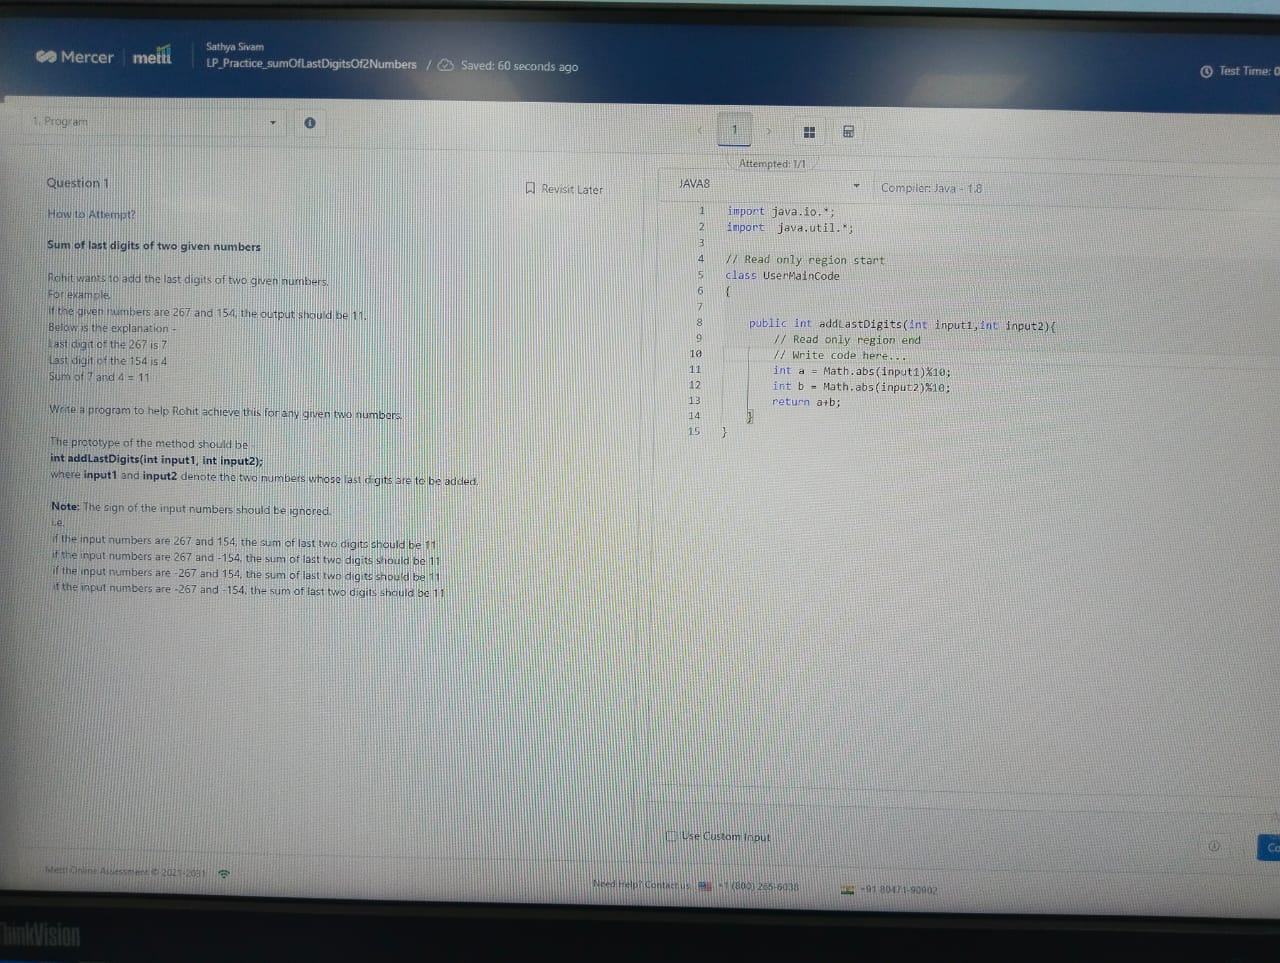 Mercer | mettl
Sathya Sivam
LP_Practice_sumOfLastDigitsOf2Numbers / Saved: 60 seconds ago
Test Time: 0
1. Program
1
Attempted: 1/1
Question 1
Revisit Later
How to Attempt?
Sum of last digits of two given numbers
Rohit wants to add the last digits of two given numbers.
For example,
If the given numbers are 267 and 154, the output should be 11.
Below is the explanation -
Last digit of the 267 is 7
Last digit of the 154 is 4
Sum of 7 and 4 = 11
Write a program to help Rohit achieve this for any given two numbers.
The prototype of the method should be -
int addLastDigits(int input1, int input2);
where input1 and input2 denote the two numbers whose last digits are to be added.
Note: The sign of the input numbers should be ignored.
i.e.
if the input numbers are 267 and 154, the sum of last two digits should be 11
if the input numbers are 267 and -154, the sum of last two digits should be 11
if the input numbers are -267 and 154, the sum of last two digits should be 11
if the input numbers are -267 and -154, the sum of last two digits should be 11
JAVA8
Compiler: Java - 1.8
1 import java.io.*;
2 import  java.util.*;
3
4 // Read only region start
5 class UserMainCode
6 {
7
8     public int addLastDigits(int input1,int input2){
9         // Read only region end
10         // Write code here...
11         int a = Math.abs(input1)%10;
12         int b = Math.abs(input2)%10;
13         return a+b;
14     }
15 }
Use Custom Input
Co
Mettl Online Assessment © 2021-2031
Need Help? Contact us +1 (800) 265-6038 +91 80471-90902
ThinkVision